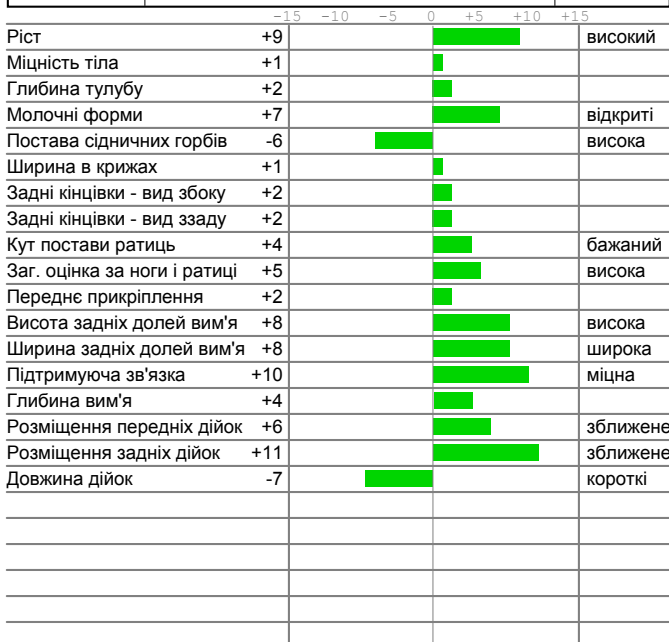 -15 -10 -5 0 +5 +10 +15
Ріст +9 високий
Міцність тіла +1
Глибина тулубу +2
Молочні форми +7 відкриті
Постава сідничних горбів -6 висока
Ширина в крижах +1
Задні кінцівки - вид збоку +2
Задні кінцівки - вид ззаду +2
Кут постави ратиць +4 бажаний
Заг. оцінка за ноги і ратиці +5 висока
Переднє прикріплення +2
Висота задніх долей вим'я +8 висока
Ширина задніх долей вим'я +8 широка
Підтримуюча зв'язка +10 міцна
Глибина вим'я +4
Розміщення передніх дійок +6 зближене
Розміщення задніх дійок +11 зближене
Довжина дійок -7 короткі